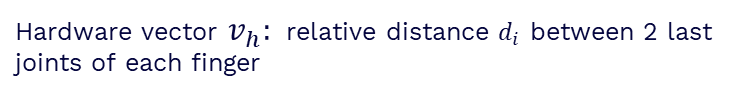 Hardware vector $v_h$: relative distance $d_i$ between 2 last
joints of each finger